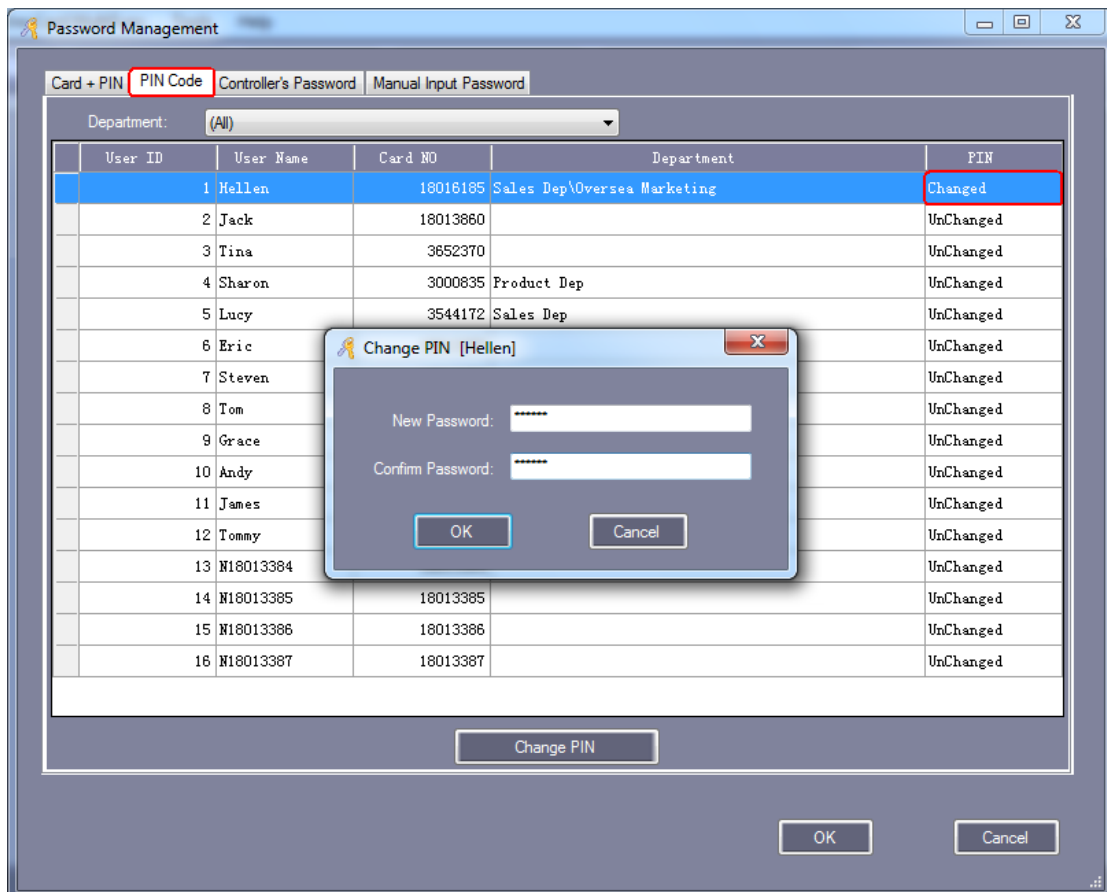 Password Management
Card + PIN PIN Code Controller's Password Manual Input Password
Department: (All)
User ID User Name Card NO Department PIN
1 Hellen 18016185 Sales Dep\Oversea Marketing Changed
2 Jack 18013860 UnChanged
3 Tina 3652370 UnChanged
4 Sharon 3000835 Product Dep UnChanged
5 Lucy 3544172 Sales Dep UnChanged
6 Eric UnChanged
7 Steven UnChanged
8 Tom UnChanged
9 Grace UnChanged
10 Andy UnChanged
11 James UnChanged
12 Tommy UnChanged
13 N18013384 UnChanged
14 N18013385 18013385 UnChanged
15 N18013386 18013386 UnChanged
16 N18013387 18013387 UnChanged
Change PIN [Hellen]
New Password: ******
Confirm Password: ******
OK Cancel
Change PIN
OK Cancel